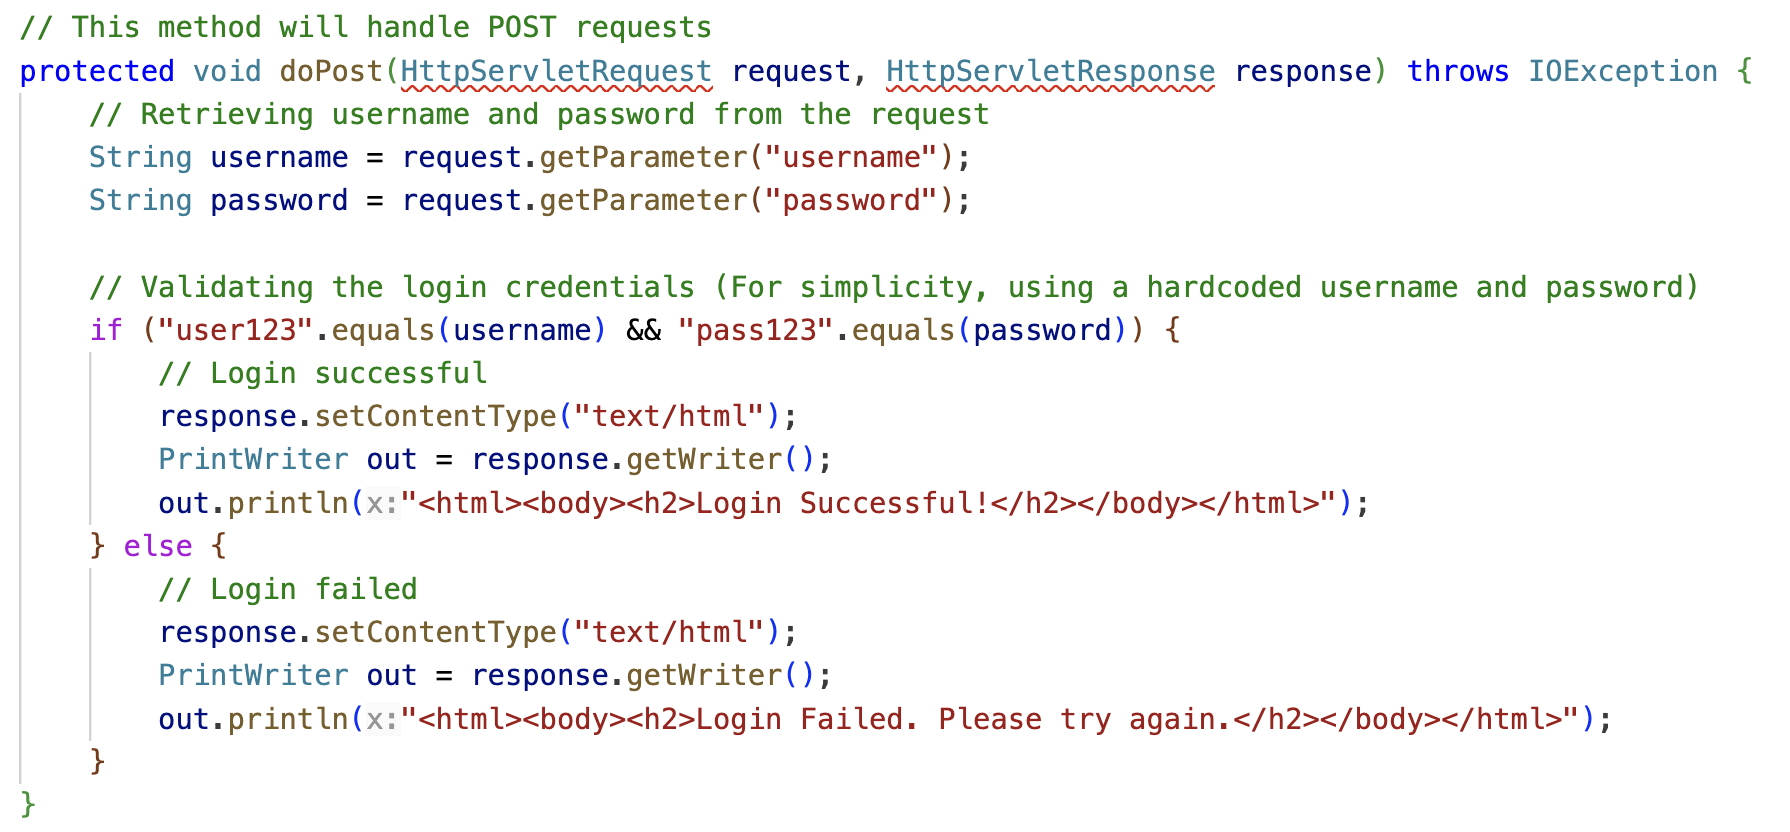 // This method will handle POST requests
protected void doPost(HttpServletRequest request, HttpServletResponse response) throws IOException {
    // Retrieving username and password from the request
    String username = request.getParameter("username");
    String password = request.getParameter("password");

    // Validating the login credentials (For simplicity, using a hardcoded username and password)
    if ("user123".equals(username) && "pass123".equals(password)) {
        // Login successful
        response.setContentType("text/html");
        PrintWriter out = response.getWriter();
        out.println(x:"<html><body><h2>Login Successful!</h2></body></html>");
    } else {
        // Login failed
        response.setContentType("text/html");
        PrintWriter out = response.getWriter();
        out.println(x:"<html><body><h2>Login Failed. Please try again.</h2></body></html>");
    }
}